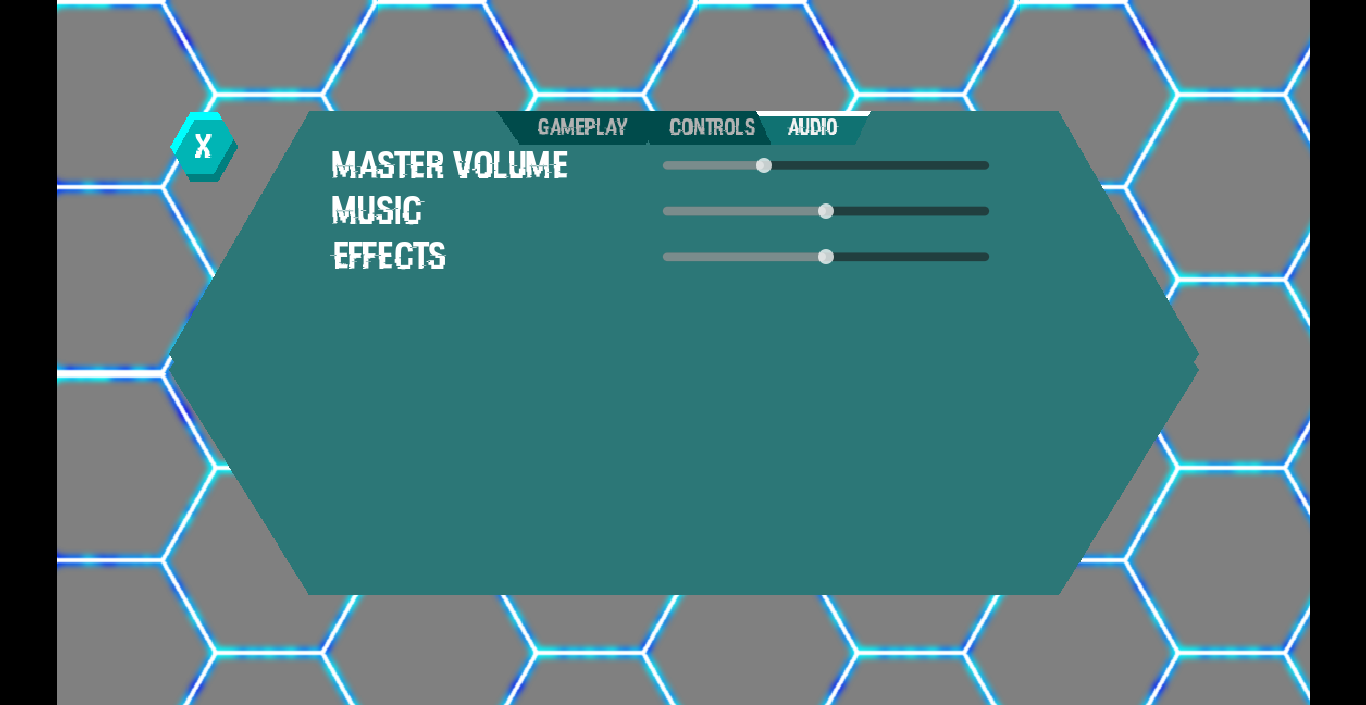 X
GAMEPLAY CONTROLS AUDIO
MASTER VOLUME
MUSIC
EFFECTS